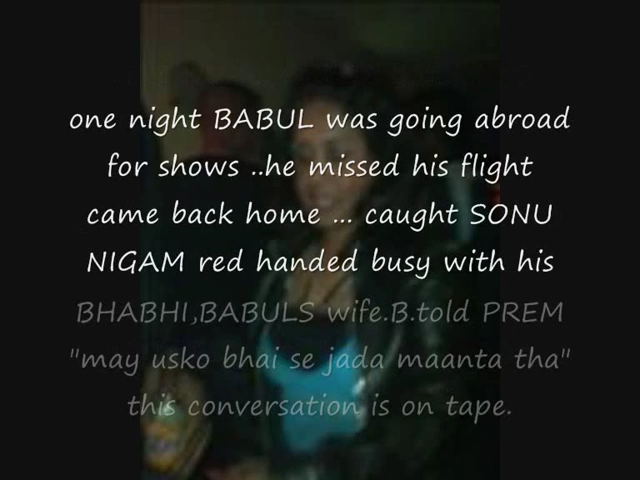 one night BABUL was going abroad
for shows ..he missed his flight
came back home ... caught SONU
NIGAM red handed busy with his
BHABHI,BABULS wife.B.told PREM
"may usko bhai se jada maanta tha"
this conversation is on tape.